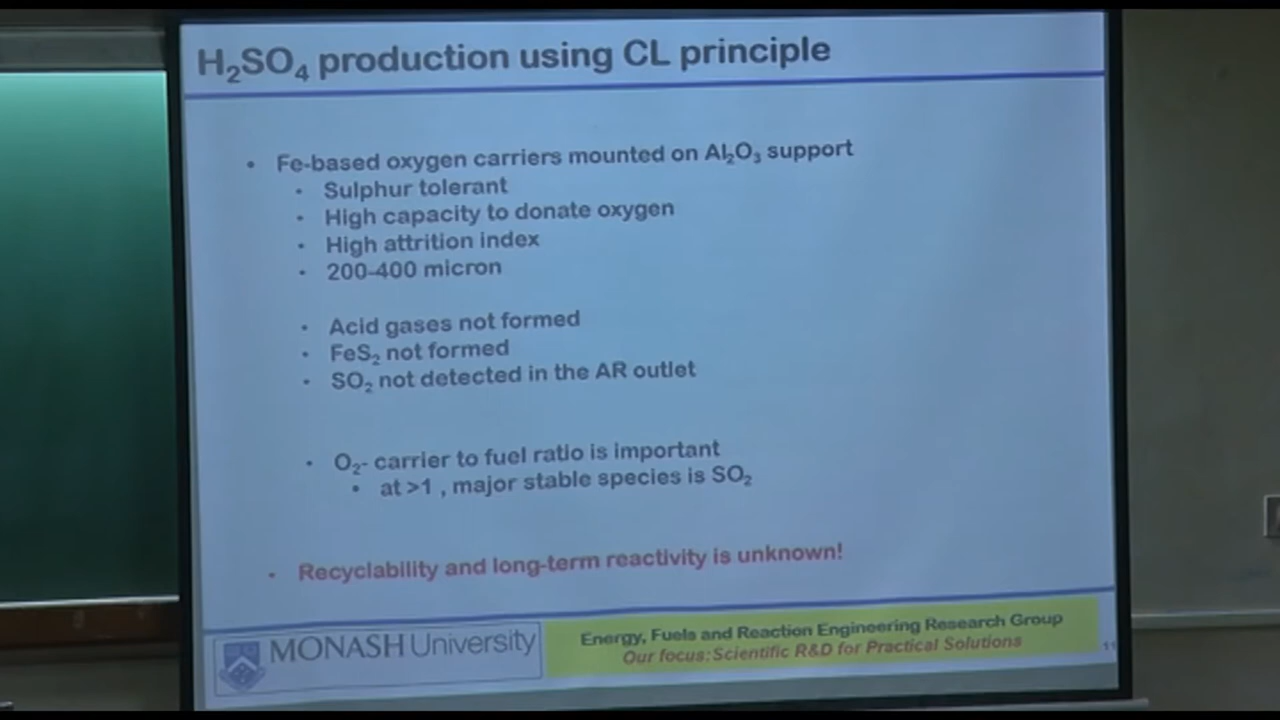 H₂SO₄ production using CL principle
• Fe-based oxygen carriers mounted on Al₂O₃ support
• Sulphur tolerant
• High capacity to donate oxygen
• High attrition index
• 200-400 micron
• Acid gases not formed
• FeS₂ not formed
• SO₂ not detected in the AR outlet
• O₂- carrier to fuel ratio is important
• at >1 , major stable species is SO₂
• Recyclability and long-term reactivity is unknown!
MONASH University
Energy, Fuels and Reaction Engineering Research Group
Our focus: Scientific R&D for Practical Solutions